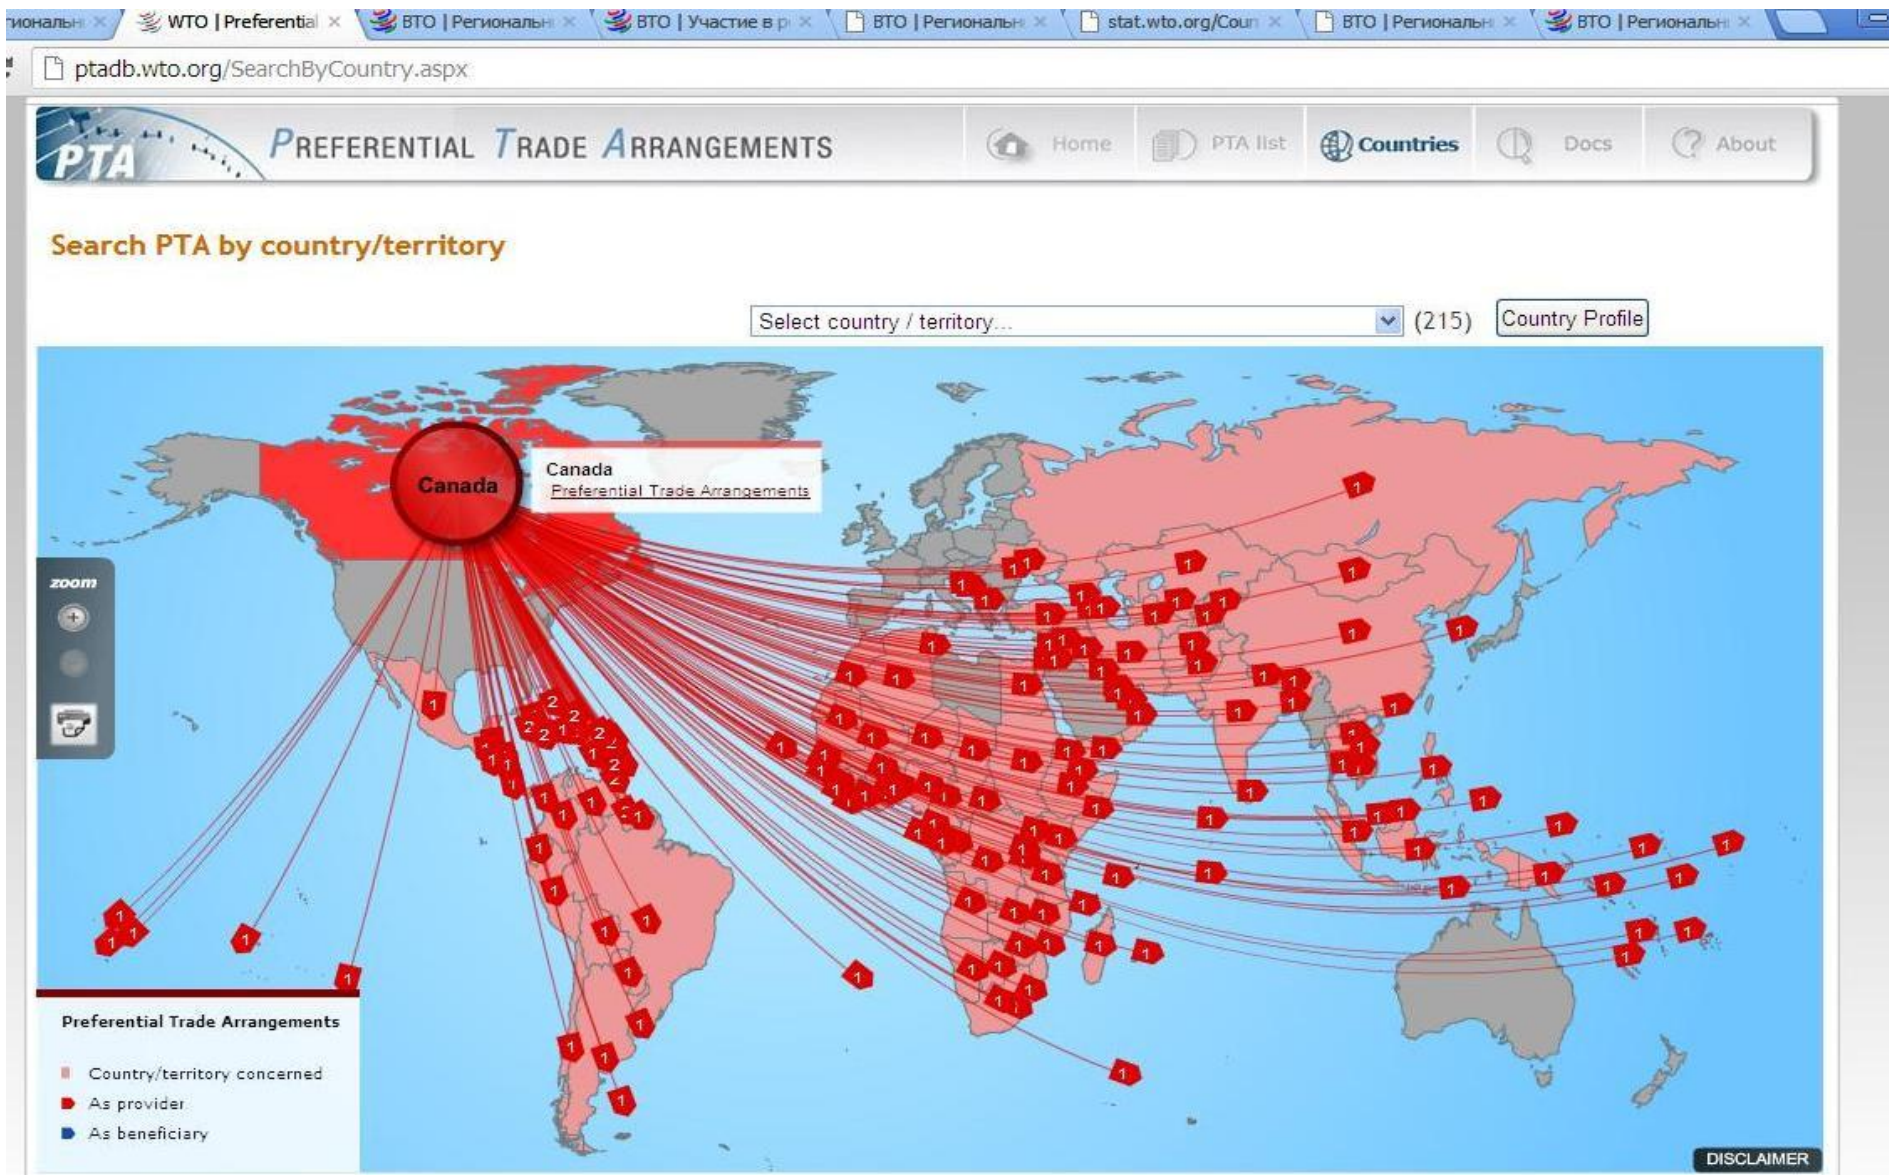 гиональн
WTO | Preferential
ВТО | Региональн
ВТО | Участие в р
ВТО | Региональн
stat.wto.org/Coun
ВТО | Региональн
ВТО | Региональн
ptadb.wto.org/SearchByCountry.aspx
PTA
PREFERENTIAL TRADE ARRANGEMENTS
Home
PTA list
Countries
Docs
About
Search PTA by country/territory
Select country / territory...
(215)
Country Profile
Canada
Canada
Preferential Trade Arrangements
zoom
Preferential Trade Arrangements
Country/territory concerned
As provider
As beneficiary
DISCLAIMER